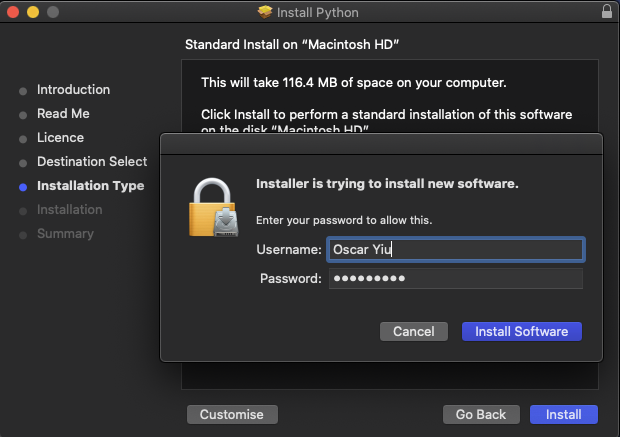 Install Python
Standard Install on “Macintosh HD”
Introduction
Read Me
Licence
Destination Select
Installation Type
Installation
Summary
This will take 116.4 MB of space on your computer.
Click Install to perform a standard installation of this software
on the disk “Macintosh HD”.
Installer is trying to install new software.
Enter your password to allow this.
Username: Oscar Yiu
Password: ●●●●●●●●●
Cancel
Install Software
Customise
Go Back
Install